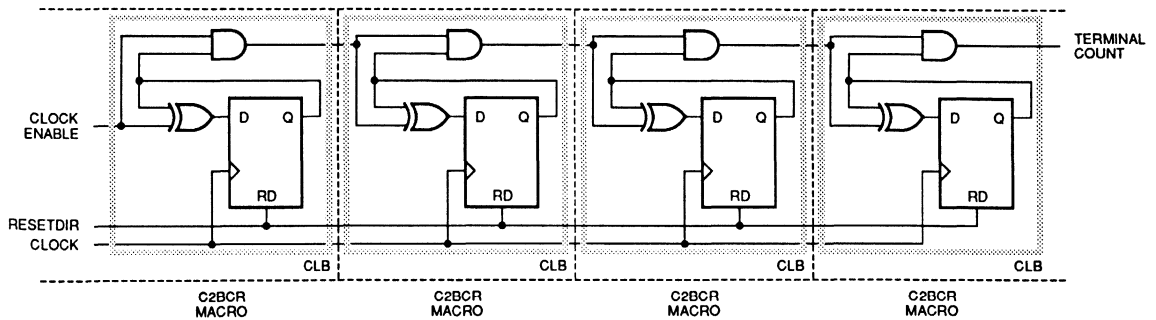 TERMINAL
COUNT
CLOCK
ENABLE
D Q
RD
D Q
RD
D Q
RD
D Q
RD
RESETDIR
CLOCK
CLB
CLB
CLB
CLB
C2BCR
MACRO
C2BCR
MACRO
C2BCR
MACRO
C2BCR
MACRO